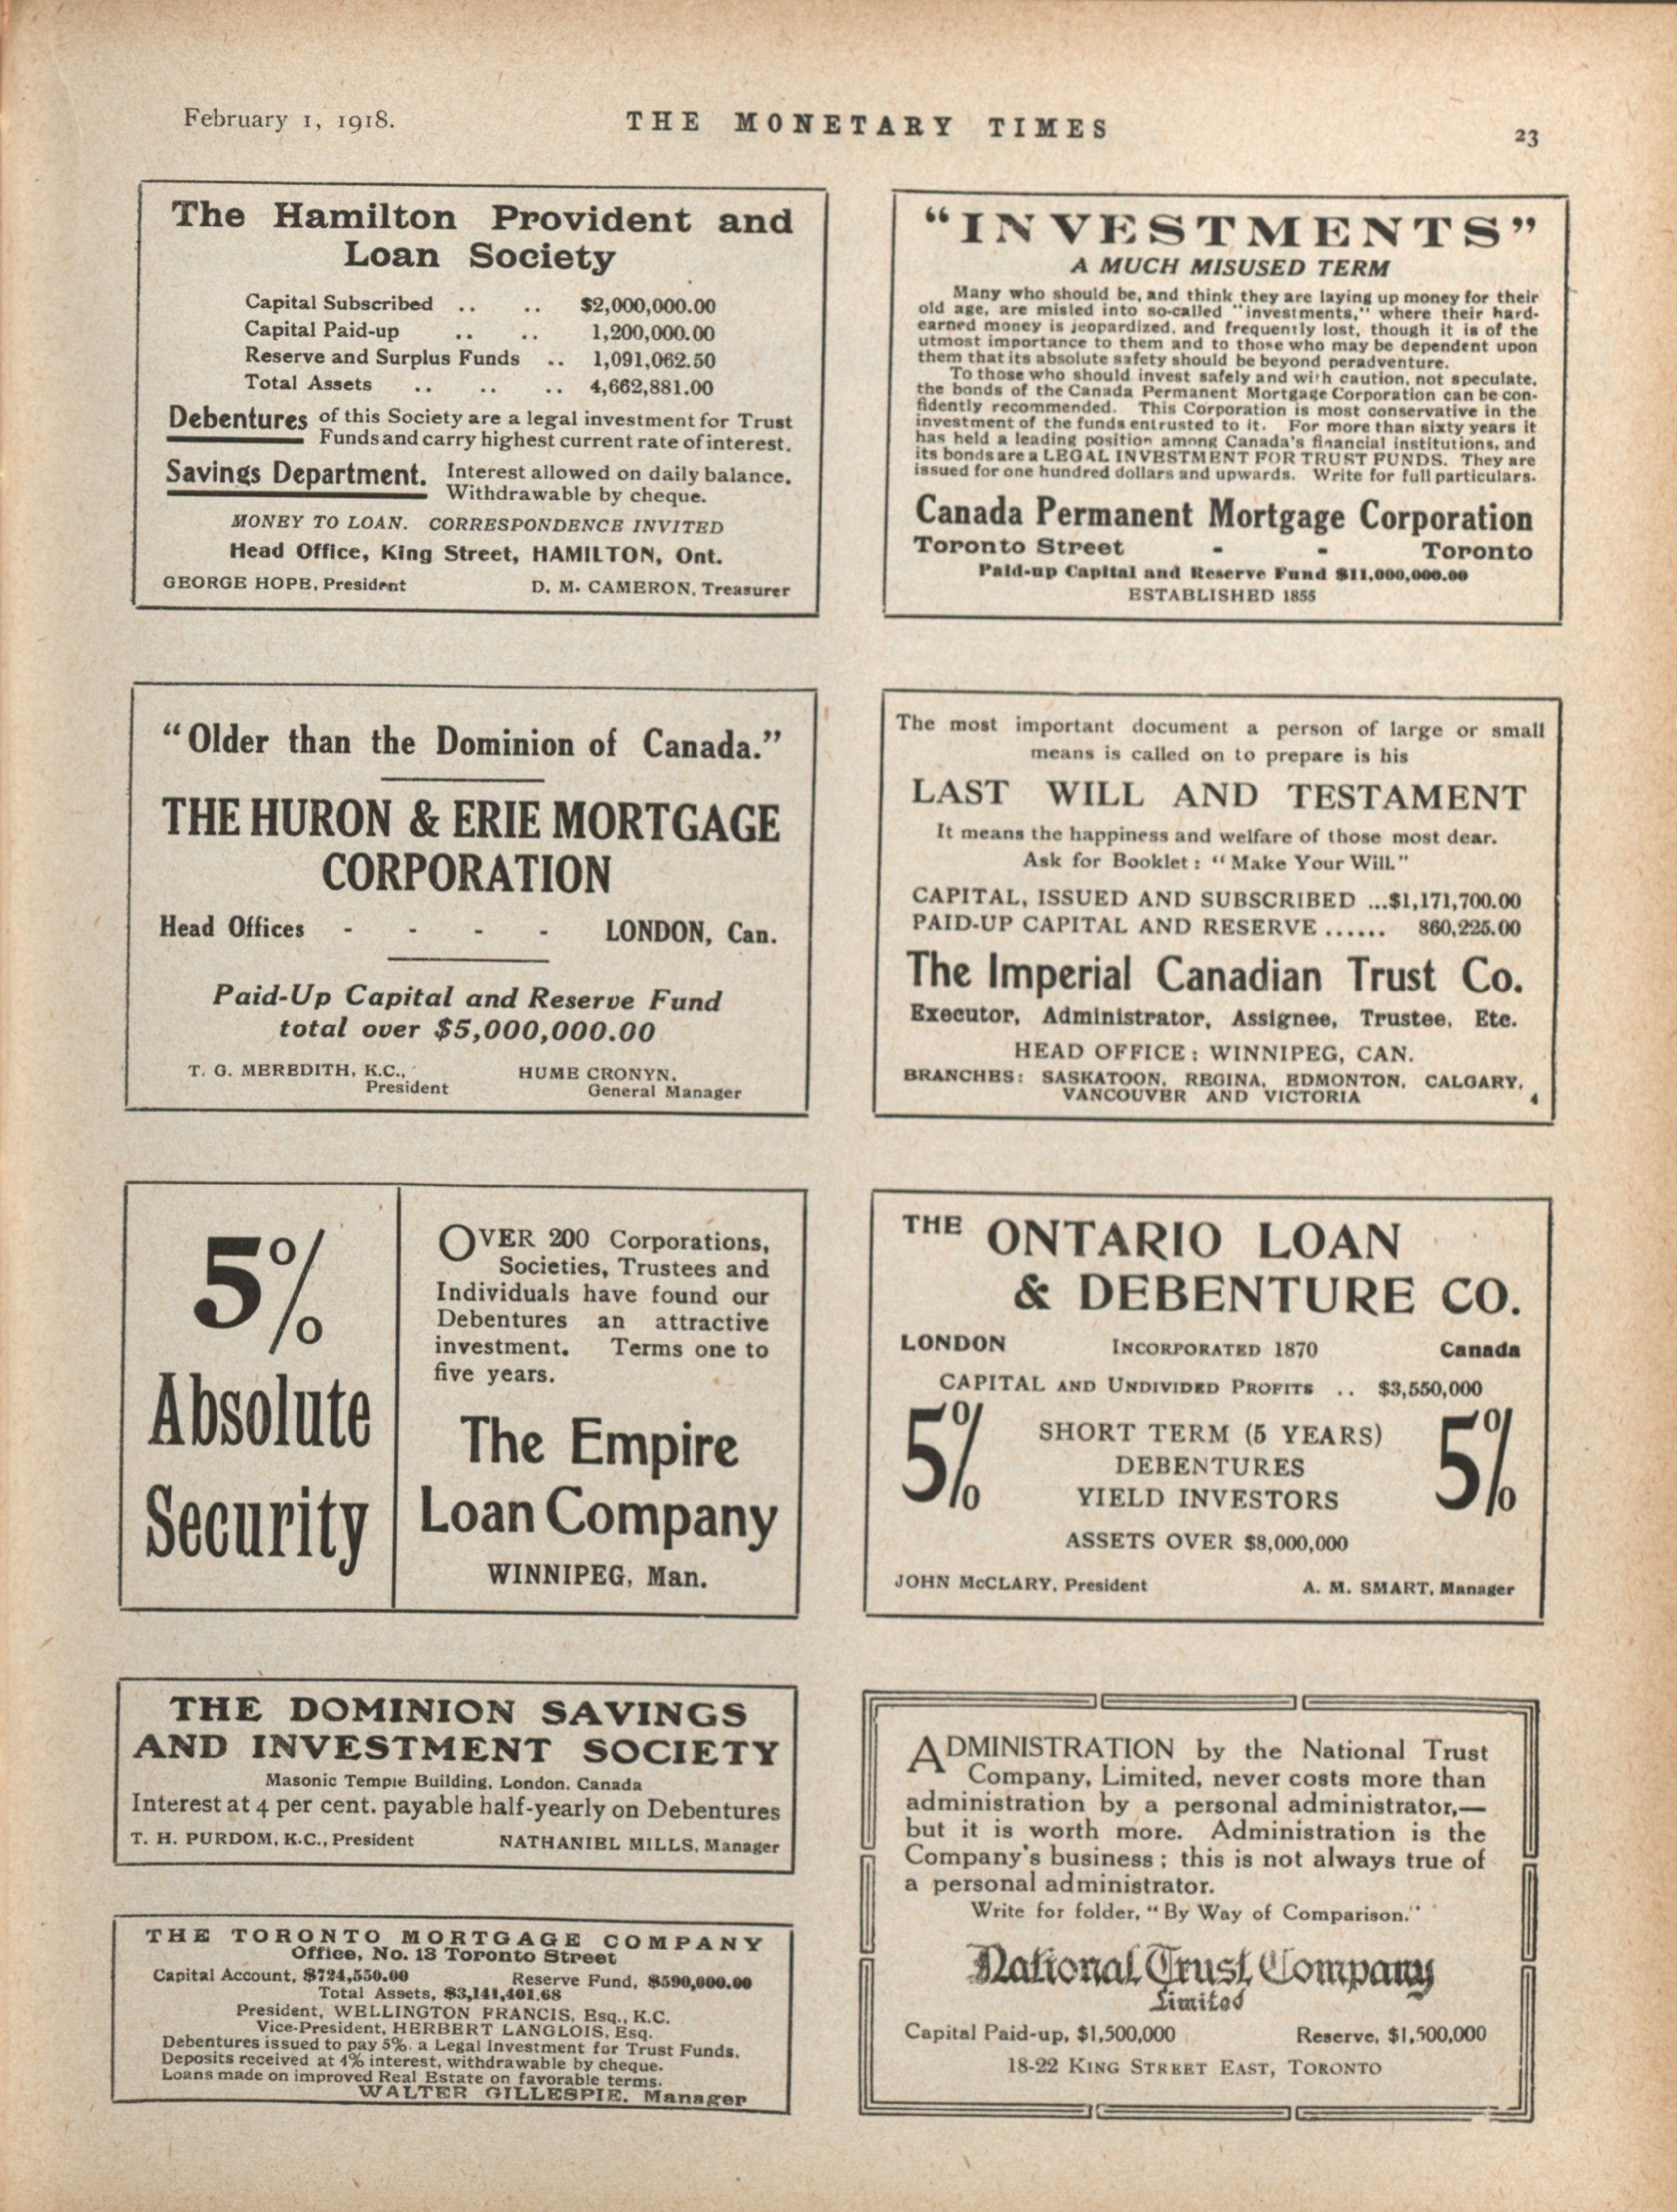 February 1, 1918.
THE MONETARY TIMES
23
The Hamilton Provident and
Loan Society
Capital Subscribed .. .. $2,000,000.00
Capital Paid-up .. .. 1,200,000.00
Reserve and Surplus Funds .. 1,091,062.50
Total Assets .. .. .. 4,662,881.00
Debentures of this Society are a legal investment for Trust
Funds and carry highest current rate of interest.
Savings Department. Interest allowed on daily balance.
Withdrawable by cheque.
MONEY TO LOAN. CORRESPONDENCE INVITED
Head Office, King Street, HAMILTON, Ont.
GEORGE HOPE, President D. M. CAMERON, Treasurer
"INVESTMENTS"
A MUCH MISUSED TERM
Many who should be, and think they are laying up money for their
old age, are misled into so-called "investments," where their hard-
earned money is jeopardized, and frequently lost, though it is of the
utmost importance to them and to those who may be dependent upon
them that its absolute safety should be beyond peradventure.
To those who should invest safely and with caution, not speculate,
the bonds of the Canada Permanent Mortgage Corporation can be con-
fidently recommended. This Corporation is most conservative in the
investment of the funds entrusted to it. For more than sixty years it
has held a leading position among Canada's financial institutions, and
its bonds are a LEGAL INVESTMENT FOR TRUST FUNDS. They are
issued for one hundred dollars and upwards. Write for full particulars.
Canada Permanent Mortgage Corporation
Toronto Street - - Toronto
Paid-up Capital and Reserve Fund $11,000,000.00
ESTABLISHED 1855
"Older than the Dominion of Canada."
THE HURON & ERIE MORTGAGE
CORPORATION
Head Offices - - - - LONDON, Can.
Paid-Up Capital and Reserve Fund
total over $5,000,000.00
T. G. MEREDITH, K.C., HUME CRONYN,
President General Manager
The most important document a person of large or small
means is called on to prepare is his
LAST WILL AND TESTAMENT
It means the happiness and welfare of those most dear.
Ask for Booklet: "Make Your Will."
CAPITAL, ISSUED AND SUBSCRIBED ...$1,171,700.00
PAID-UP CAPITAL AND RESERVE ...... 860,225.00
The Imperial Canadian Trust Co.
Executor, Administrator, Assignee, Trustee, Etc.
HEAD OFFICE: WINNIPEG, CAN.
BRANCHES: SASKATOON, REGINA, EDMONTON, CALGARY,
VANCOUVER AND VICTORIA 4
5%
Absolute
Security
OVER 200 Corporations,
Societies, Trustees and
Individuals have found our
Debentures an attractive
investment. Terms one to
five years.
The Empire
Loan Company
WINNIPEG, Man.
THE ONTARIO LOAN
& DEBENTURE CO.
LONDON INCORPORATED 1870 Canada
CAPITAL AND UNDIVIDED PROFITS .. $3,550,000
5% SHORT TERM (5 YEARS) 5%
DEBENTURES
YIELD INVESTORS
ASSETS OVER $8,000,000
JOHN McCLARY, President A. M. SMART, Manager
THE DOMINION SAVINGS
AND INVESTMENT SOCIETY
Masonic Temple Building, London, Canada
Interest at 4 per cent. payable half-yearly on Debentures
T. H. PURDOM, K.C., President NATHANIEL MILLS, Manager
THE TORONTO MORTGAGE COMPANY
Office, No. 13 Toronto Street
Capital Account, $724,550.00 Reserve Fund, $590,000.00
Total Assets, $3,141,401.68
President, WELLINGTON FRANCIS, Esq., K.C.
Vice-President, HERBERT LANGLOIS, Esq.
Debentures issued to pay 5%, a Legal Investment for Trust Funds.
Deposits received at 4% interest, withdrawable by cheque.
Loans made on improved Real Estate on favorable terms.
WALTER GILLESPIE, Manager
ADMINISTRATION by the National Trust
Company, Limited, never costs more than
administration by a personal administrator,—
but it is worth more. Administration is the
Company's business; this is not always true of
a personal administrator.
Write for folder, "By Way of Comparison."
National Trust Company
Limited
Capital Paid-up, $1,500,000 Reserve, $1,500,000
18-22 KING STREET EAST, TORONTO